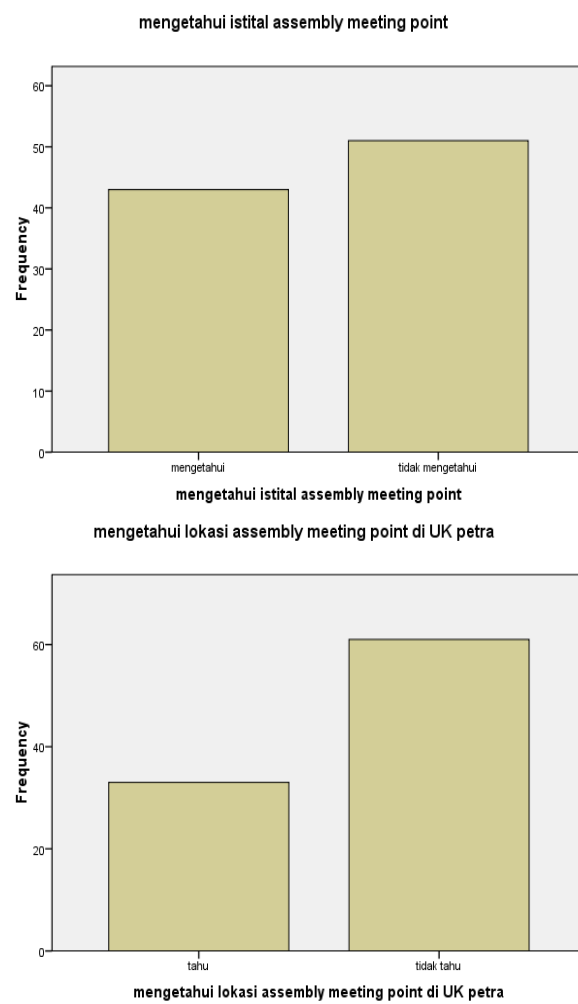 mengetahui istital assembly meeting point
60
50
40
30
20
10
0
Frequency
mengetahui
tidak mengetahui
mengetahui istital assembly meeting point
mengetahui lokasi assembly meeting point di UK petra
60
40
20
0
Frequency
tahu
tidak tahu
mengetahui lokasi assembly meeting point di UK petra